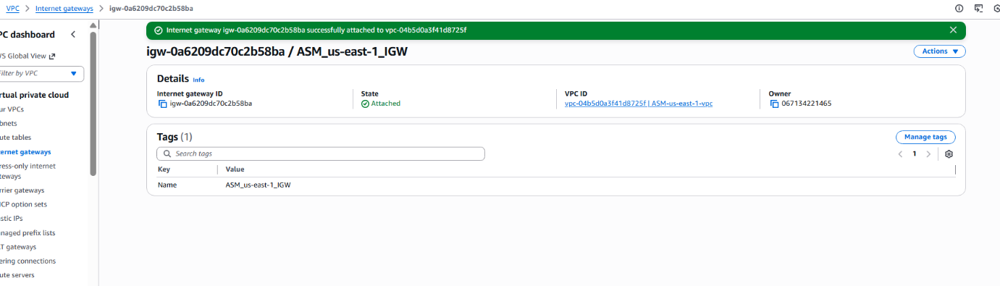 VPC > Internet gateways > igw-0a6209dc70c2b58ba
PC dashboard
VS Global View
Filter by VPC
irtual private cloud
ur VPCs
bnets
ute tables
ternet gateways
ress-only internet
teways
rrier gateways
ICP option sets
astic IPs
anaged prefix lists
AT gateways
ering connections
ute servers
Internet gateway igw-0a6209dc70c2b58ba successfully attached to vpc-04b5d0a3f41d8725f
igw-0a6209dc70c2b58ba / ASM_us-east-1_IGW
Actions
Details Info
Internet gateway ID
igw-0a6209dc70c2b58ba
State
Attached
VPC ID
vpc-04b5d0a3f41d8725f | ASM-us-east-1-vpc
Owner
067134221465
Tags (1)
Manage tags
Search tags
1
Key Value
Name ASM_us-east-1_IGW